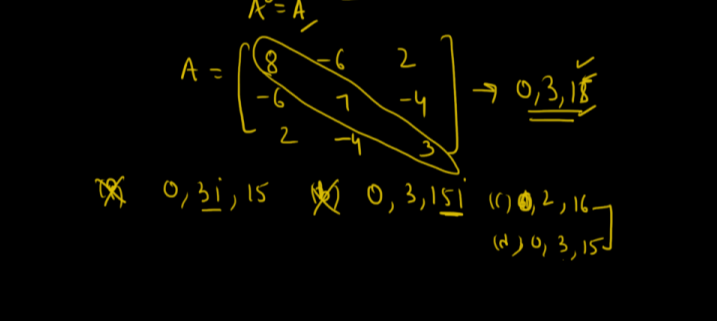 Aᶿ = A
A = [ 8 -6 2
-6 7 -4
2 -4 3 ] → 0, 3, 15
(a) 0, 3i, 15 (b) 0, 3, 15i (c) 0, 2, 16
(d) 0, 3, 15